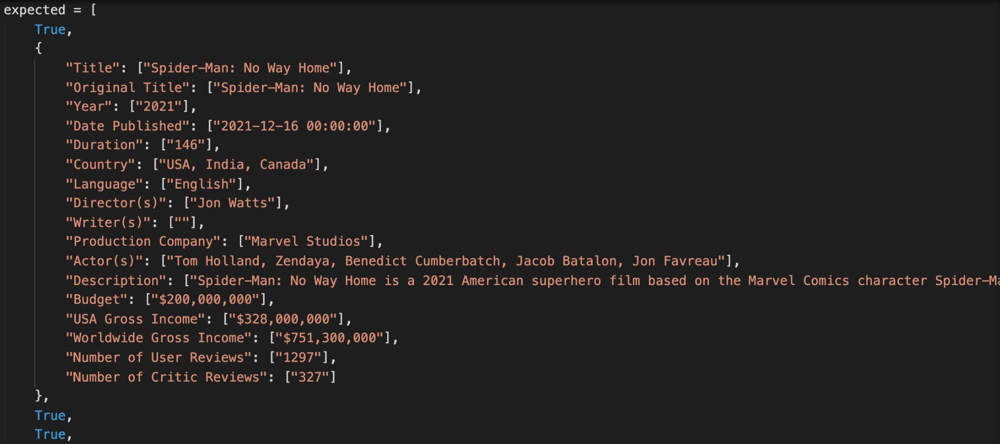 expected = [
True,
{
"Title": ["Spider-Man: No Way Home"],
"Original Title": ["Spider-Man: No Way Home"],
"Year": ["2021"],
"Date Published": ["2021-12-16 00:00:00"],
"Duration": ["146"],
"Country": ["USA, India, Canada"],
"Language": ["English"],
"Director(s)": ["Jon Watts"],
"Writer(s)": [""],
"Production Company": ["Marvel Studios"],
"Actor(s)": ["Tom Holland, Zendaya, Benedict Cumberbatch, Jacob Batalon, Jon Favreau"],
"Description": ["Spider-Man: No Way Home is a 2021 American superhero film based on the Marvel Comics character Spider-Ma
"Budget": ["$200,000,000"],
"USA Gross Income": ["$328,000,000"],
"Worldwide Gross Income": ["$751,300,000"],
"Number of User Reviews": ["1297"],
"Number of Critic Reviews": ["327"]
},
True,
True,